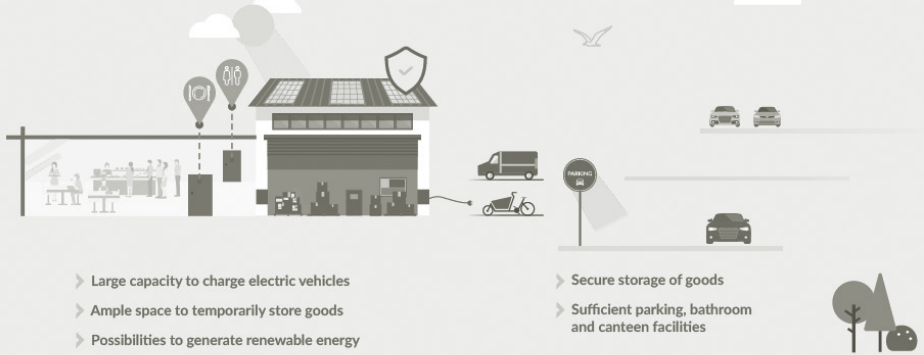 PARKING
Large capacity to charge electric vehicles
Ample space to temporarily store goods
Possibilities to generate renewable energy
Secure storage of goods
Sufficient parking, bathroom
and canteen facilities